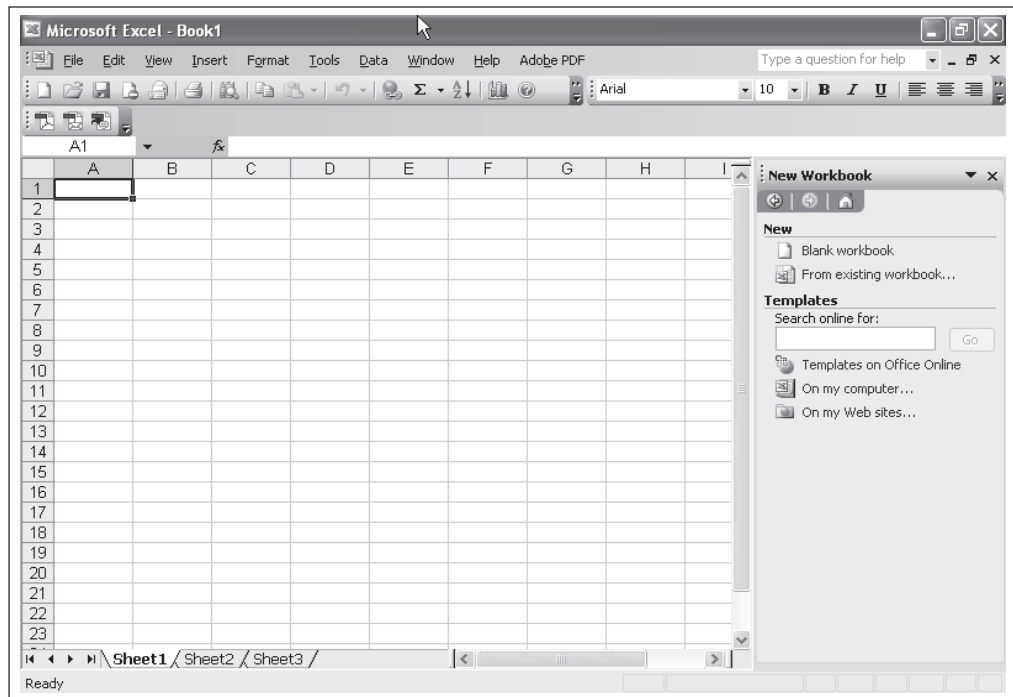 Microsoft Excel - Book1
File Edit View Insert Format Tools Data Window Help Adobe PDF Type a question for help
Arial 10 B I U
A1 fx
A B C D E F G H I
1
2
3
4
5
6
7
8
9
10
11
12
13
14
15
16
17
18
19
20
21
22
23
New Workbook
New
Blank workbook
From existing workbook...
Templates
Search online for:
Go
Templates on Office Online
On my computer...
On my Web sites...
Sheet1 Sheet2 Sheet3
Ready